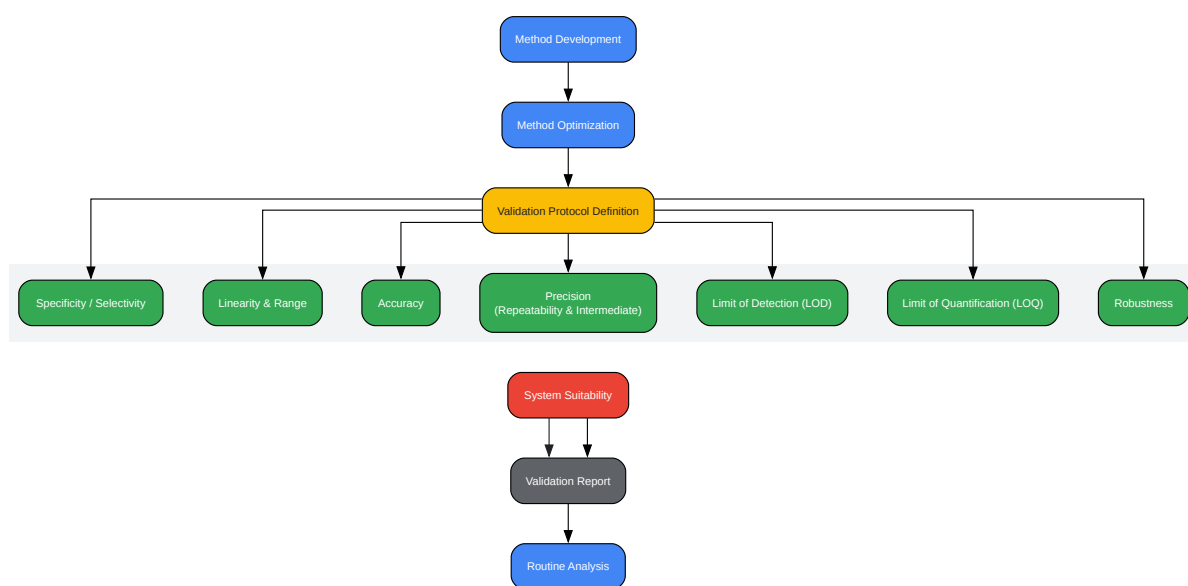 Method Development
Method Optimization
Validation Protocol Definition
Specificity / Selectivity
Linearity & Range
Accuracy
Precision
(Repeatability & Intermediate)
Limit of Detection (LOD)
Limit of Quantification (LOQ)
Robustness
System Suitability
Validation Report
Routine Analysis